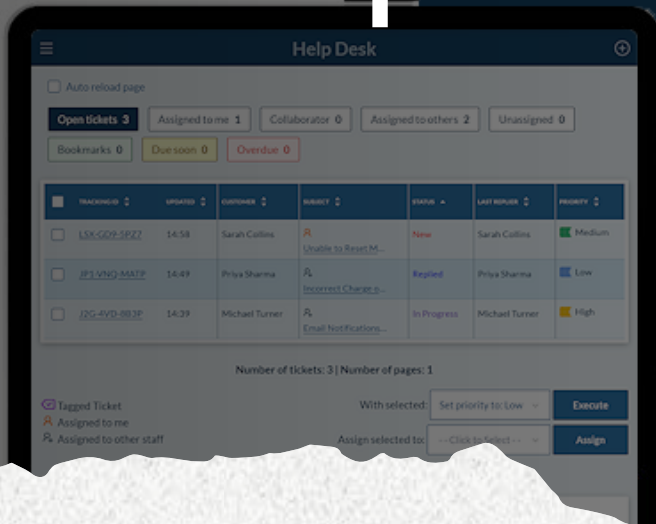 Help Desk
Auto reload page
Open tickets 3 Assigned to me 1 Collaborator 0 Assigned to others 2 Unassigned 0
Bookmarks 0 Due soon 0 Overdue 0
TRACKING ID UPDATED CUSTOMER SUBJECT STATUS LAST REPLIER PRIORITY
LSX-GD9-5PZ7 14:58 Sarah Collins Unable to Reset M... New Sarah Collins Medium
14:49 Priya Sharma Incorrect Charge o... Replied Priya Sharma Low
J2G-4VD-8B3P 14:39 Michael Turner Email Notifications... In Progress Michael Turner High
Number of tickets: 3 | Number of pages: 1
Tagged Ticket
Assigned to me
Assigned to other staff
With selected: Set priority to: Low Execute
Assign selected to: -- Click to Select -- Assign